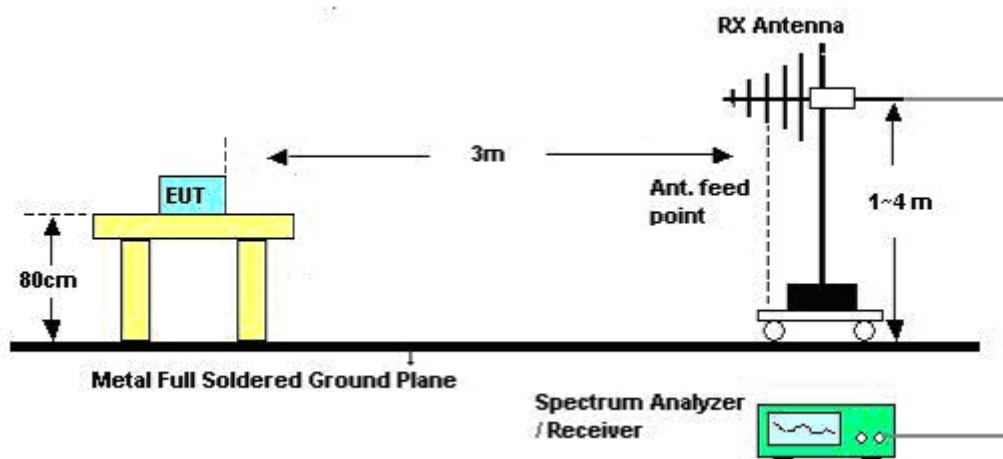 RX Antenna
3m
EUT
Ant. feed
point
1~4 m
80cm
Metal Full Soldered Ground Plane
Spectrum Analyzer
/ Receiver